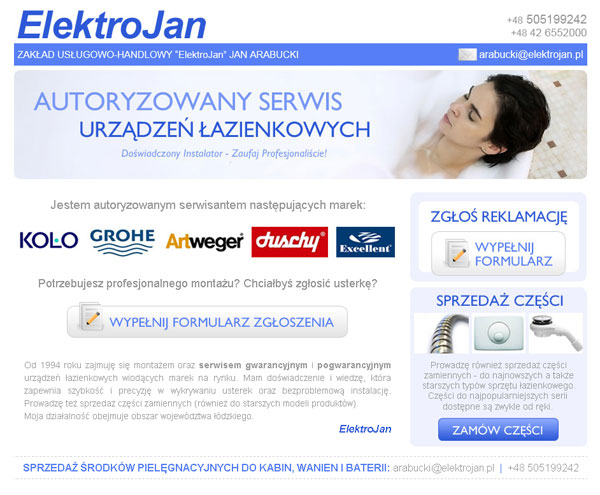 ElektroJan
+48 505199242
+48 42 6552000
ZAKŁAD USŁUGOWO-HANDLOWY "ElektroJan" JAN ARABUCKI
arabucki@elektrojan.pl
AUTORYZOWANY SERWIS
URZĄDZEŃ ŁAZIENKOWYCH
Doświadczony Instalator - Zaufaj Profesjonaliście!
Jestem autoryzowanym serwisantem następujących marek:
KOŁO
GROHE
Artweger
duschy
Excellent
Potrzebujesz profesjonalnego montażu? Chciałbyś zgłosić usterkę?
WYPEŁNIJ FORMULARZ ZGŁOSZENIA
Od 1994 roku zajmuję się montażem oraz serwisem gwarancyjnym i pogwarancyjnym
urządzeń łazienkowych wiodących marek na rynku. Mam doświadczenie i wiedzę, która
zapewnia szybkość i precyzę w wykrywaniu usterek oraz bezproblemową instalację.
Prowadzę też sprzedaż części zamiennych (również do starszych modeli produktów).
Moja działalność obejmuje obszar województwa łódzkiego.
ElektroJan
ZGŁOŚ REKLAMACJĘ
WYPEŁNIJ
FORMULARZ
SPRZEDAŻ CZĘŚCI
Prowadzę również sprzedaż części
zamiennych - do najnowszych a także
starszych typów sprzętu łazienkowego.
Części do najpopularniejszych serii
dostępne są zwykle od ręki.
ZAMÓW CZĘŚCI
SPRZEDAŻ ŚRODKÓW PIELĘGNACYJNYCH DO KABIN, WANIEN I BATERII: arabucki@elektrojan.pl | +48 505199242